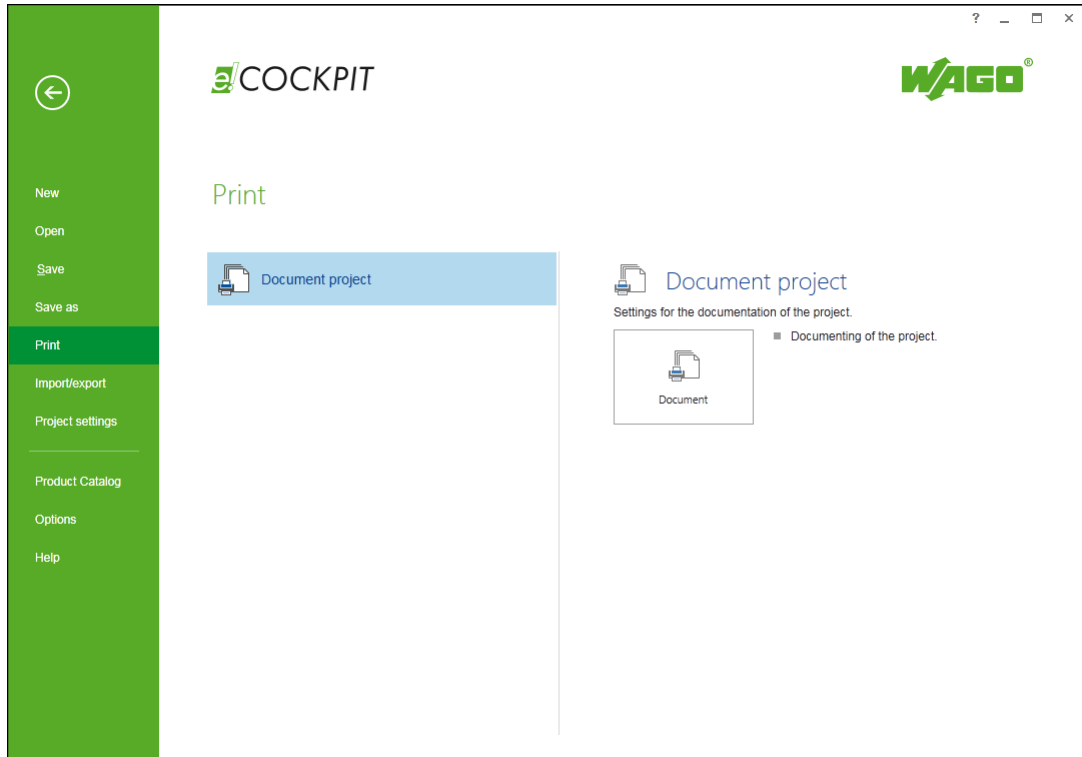 ?
e!COCKPIT
WAGO®
New
Open
Save
Save as
Print
Import/export
Project settings
Product Catalog
Options
Help
Print
Document project
Document project
Settings for the documentation of the project.
Document
Documenting of the project.